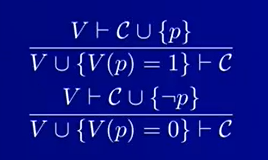 V ⊢ 𝒞 ∪ {p}
V ∪ {V(p) = 1} ⊢ 𝒞
V ⊢ 𝒞 ∪ {¬p}
V ∪ {V(p) = 0} ⊢ 𝒞